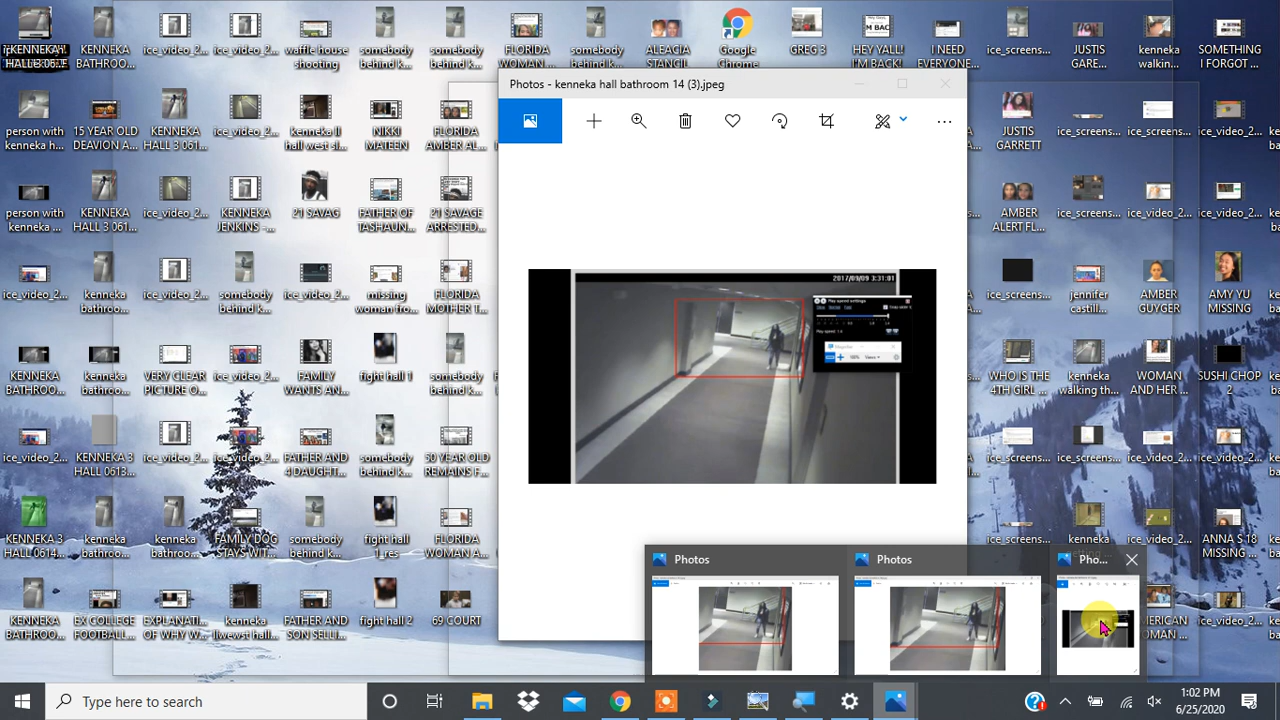 KENNEKA
HALL 3 06...
KENNEKA
BATHROO...
ice_video_2...
ice_video_2...
waffle house
shooting
somebody
behind k...
somebody
behind k...
FLORIDA
WOMAN ...
somebody
behind k...
ALEACIA
STANCIL
Google
Chrome
GREG 3
HEY YALL!
I'M BACK!
I NEED
EVERYONE...
ice_screens...
JUSTIS
GARE...
kenneka
walkin...
SOMETHING
I FORGOT ...
Photos - kenneka hall bathroom 14 (3).jpeg
person with
kenneka h...
15 YEAR OLD
DEAVION A...
KENNEKA
HALL 3 061...
ice_video_2...
kenneka ll
hall west si...
NIKKI
MATEEN
FLORIDA
AMBER AL...
JUSTIS
GARRETT
ice_screens...
ice_screens...
ice_video_2...
person with
kenneka ...
KENNEKA
HALL 3 061...
ice_video_2...
KENNEKA
JENKINS -...
21 SAVAG
FATHER OF
TASHAUN...
21 SAVAGE
ARRESTED...
AMBER
ALERT FL...
ice_screens...
ice_video_2...
ice_video_2...
ice_video_2...
kenneka
bathroo...
ice_video_2...
somebody
behind k...
ice_video_2...
missing
woman fro...
FLORIDA
MOTHER T...
2017/09/09 3:31:01
Play speed settings
ice_screens...
jennifer
castill...
AMBER
GUYGER
AMY YU
MISSING
KENNEKA
BATHROO...
kenneka
bathroo...
UNCLEAR
PICTURE O...
ice_video_2...
FAMILY
WANTS AN...
fight hall 1
somebody
behind k...
WHO IS THE
4TH GIRL ...
kenneka
walking th...
WOMAN
AND HER ...
SUSHI CHOP
2
ice_video_2...
KENNEKA 3
HALL 0613...
ice_video_2...
ice_video_2...
FATHER AND
4 DAUGHT...
somebody
behind k...
50 YEAR OLD
REMAINS F...
ice_screens...
ice_screens...
ice_video_2...
ice_video_2...
KENNEKA 3
HALL 0614...
kenneka
bathroo...
kenneka
bathroo...
FAMILY DOG
STAYS WIT...
somebody
behind k...
fight hall
1_res
FLORIDA
WOMAN A...
ice_screens...
ice_video_2...
ANNA S 18
MISSING ...
Photos
Photos
Pho...
KENNEKA
BATHROO...
EX COLLEGE
FOOTBALL...
EXPLANATI...
OF WHY W...
kenneka
llwewst hall...
FATHER AND
SON SELLI...
fight hall 2
69 COURT
ice_video_2...
Type here to search
1:02 PM
6/25/2020